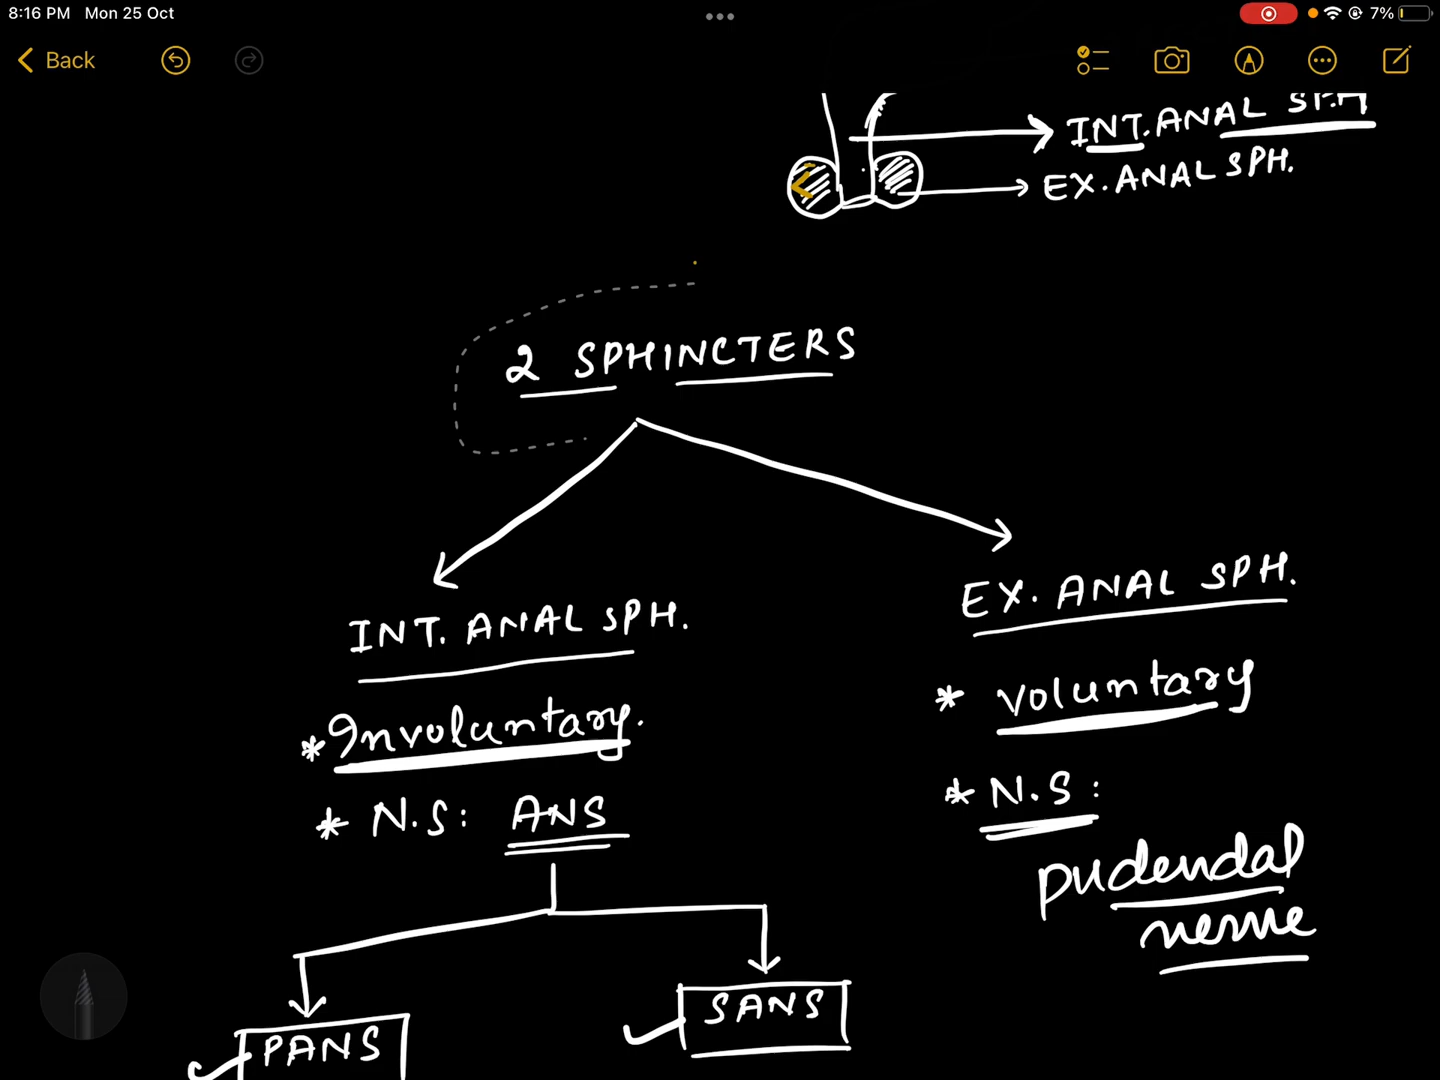 8:16 PM Mon 25 Oct
7%
Back
INT. ANAL SPH
EX. ANAL SPH.
2 SPHINCTERS
INT. ANAL SPH.
EX. ANAL SPH.
* Involuntary.
* voluntary
* N.S: ANS
* N.S:
pudendal
nerve
PANS
SANS